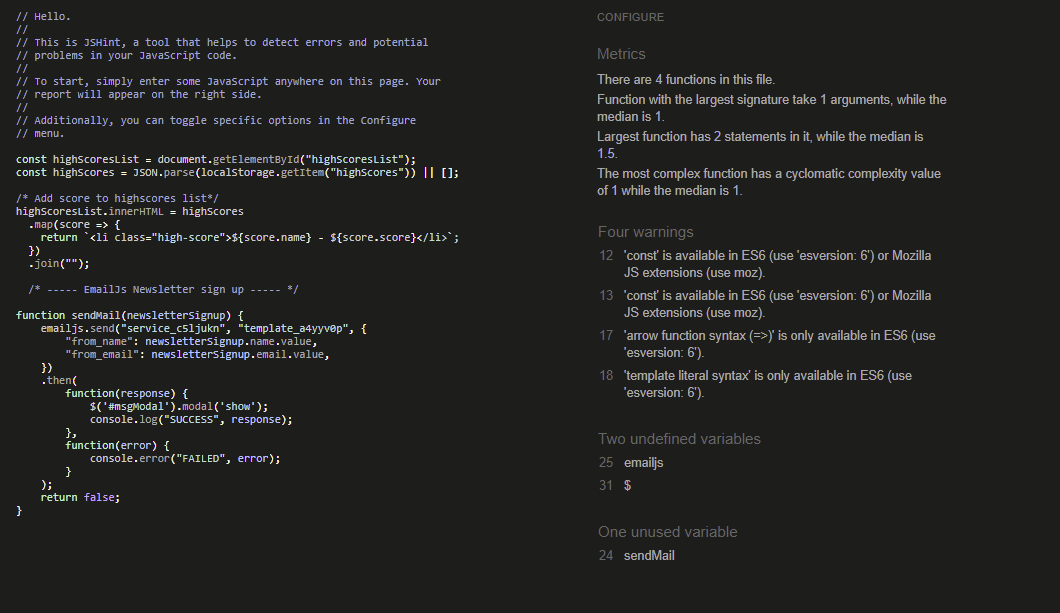 // Hello.
//
// This is JSHint, a tool that helps to detect errors and potential
// problems in your JavaScript code.
//
// To start, simply enter some JavaScript anywhere on this page. Your
// report will appear on the right side.
//
// Additionally, you can toggle specific options in the Configure
// menu.

const highScoresList = document.getElementById("highScoresList");
const highScores = JSON.parse(localStorage.getItem("highScores")) || [];

/* Add score to highscores list*/
highScoresList.innerHTML = highScores
  .map(score => {
    return `<li class="high-score">${score.name} - ${score.score}</li>`;
  })
  .join("");

  /* ----- EmailJs Newsletter sign up ----- */

function sendMail(newsletterSignup) {
    emailjs.send("service_c5ljukn", "template_a4yyv0p", {
        "from_name": newsletterSignup.name.value,
        "from_email": newsletterSignup.email.value,
    })
    .then(
        function(response) {
            $('#msgModal').modal('show');
            console.log("SUCCESS", response);
        },
        function(error) {
            console.error("FAILED", error);
        }
    );
    return false;
}

CONFIGURE
Metrics
There are 4 functions in this file.
Function with the largest signature take 1 arguments, while the
median is 1.
Largest function has 2 statements in it, while the median is
1.5.
The most complex function has a cyclomatic complexity value
of 1 while the median is 1.
Four warnings
12 'const' is available in ES6 (use 'esversion: 6') or Mozilla
JS extensions (use moz).
13 'const' is available in ES6 (use 'esversion: 6') or Mozilla
JS extensions (use moz).
17 'arrow function syntax (=>)' is only available in ES6 (use
'esversion: 6').
18 'template literal syntax' is only available in ES6 (use
'esversion: 6').
Two undefined variables
25 emailjs
31 $
One unused variable
24 sendMail